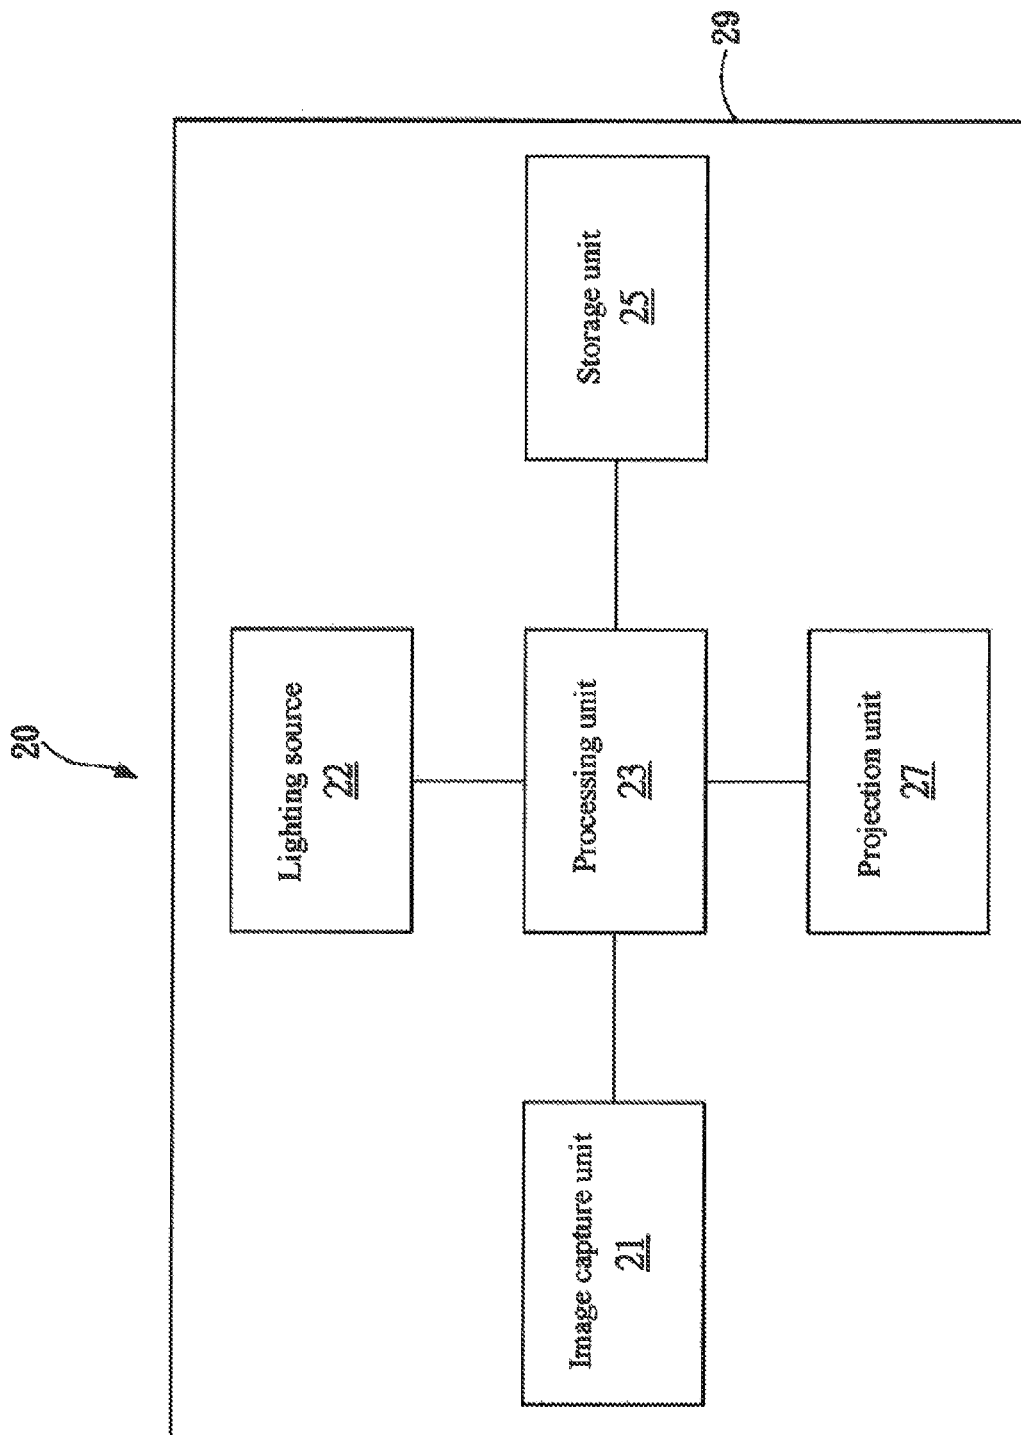 20
29
Lighting source
22
Image capture unit
21
Processing unit
23
Storage unit
25
Projection unit
27